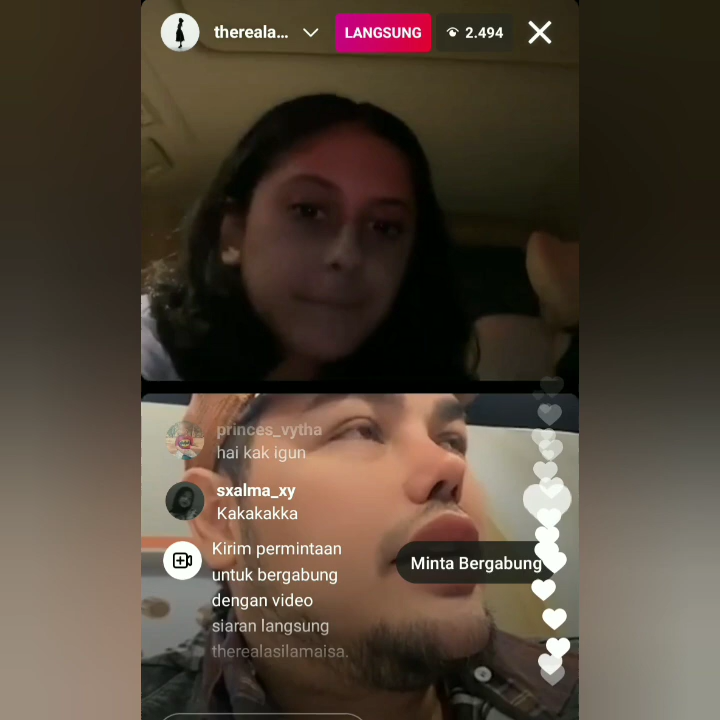 therereala...
LANGSUNG
2.494
princes_vytha
hai kak igun
sxalma_xy
Kakakakka
Kirim permintaan
untuk bergabung
dengan video
siaran langsung
therealasilamaisa.
Minta Bergabung